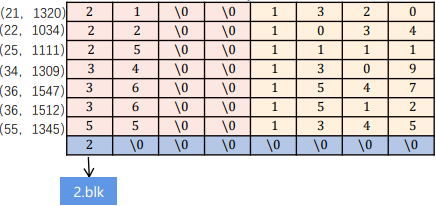 (21, 1320) 2 1 \0 \0 1 3 2 0
(22, 1034) 2 2 \0 \0 1 0 3 4
(25, 1111) 2 5 \0 \0 1 1 1 1
(34, 1309) 3 4 \0 \0 1 3 0 9
(36, 1547) 3 6 \0 \0 1 5 4 7
(36, 1512) 3 6 \0 \0 1 5 1 2
(55, 1345) 5 5 \0 \0 1 3 4 5
2 \0 \0 \0 \0 \0 \0 \0
2.blk